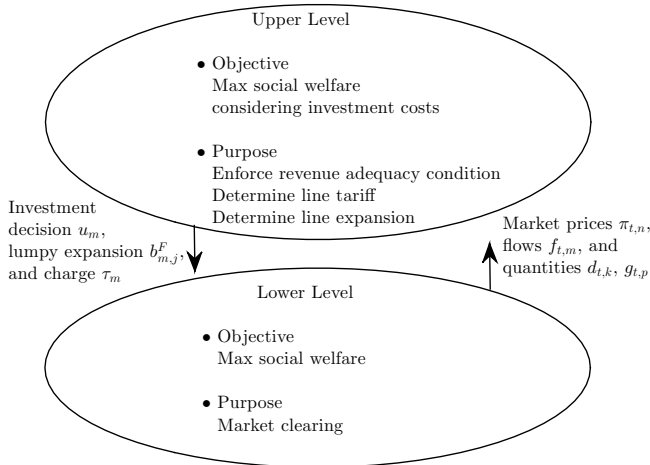 Upper Level
• Objective
Max social welfare
considering investment costs
• Purpose
Enforce revenue adequacy condition
Determine line tariff
Determine line expansion
Investment
decision $u_m$,
lumpy expansion $b^F_{m,j}$,
and charge $\tau_m$
Market prices $\pi_{t,n}$,
flows $f_{t,m}$, and
quantities $d_{t,k}$, $g_{t,p}$
Lower Level
• Objective
Max social welfare
• Purpose
Market clearing